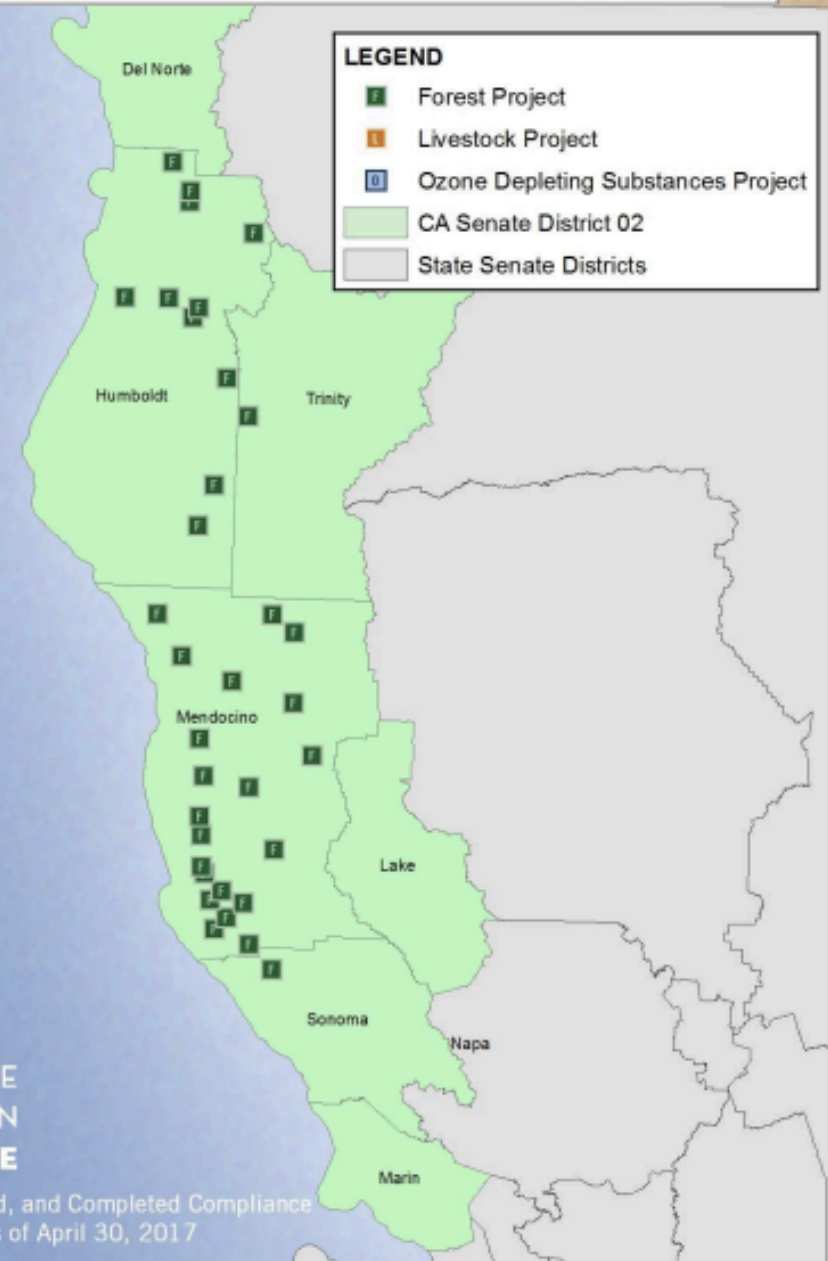 LEGEND
F Forest Project
L Livestock Project
O Ozone Depleting Substances Project
CA Senate District 02
State Senate Districts
Del Norte
F
F
F
F
F
F
F
Humboldt
Trinity
F
F
F
F
F
F
F
F
F
F
Mendocino
F
F
F
F
F
F
F
F
Lake
F
F
F
F
F
Sonoma
Napa
E
N
E
Marin
d, and Completed Compliance
s of April 30, 2017